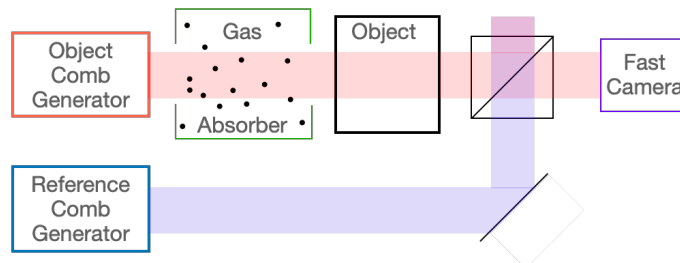 Object
Comb
Generator
Gas
Absorber
Object
Fast
Camera
Reference
Comb
Generator